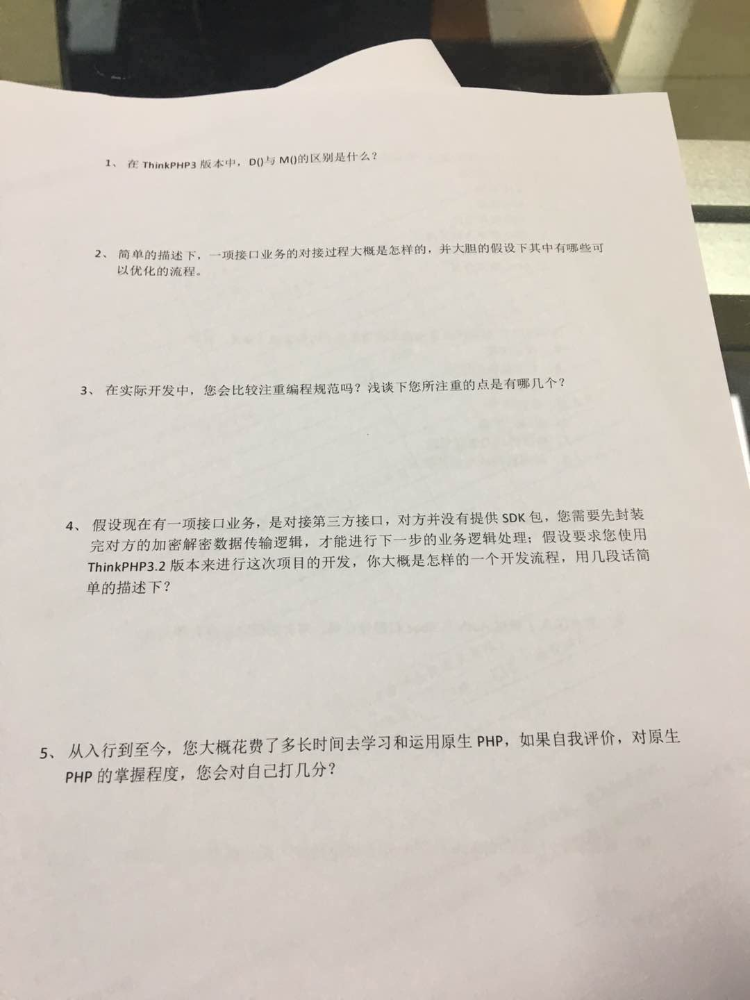 1、 在 ThinkPHP3 版本中，D()与 M()的区别是什么？
2、 简单的描述下，一项接口业务的对接过程大概是怎样的，并大胆的假设下其中有哪些可
以优化的流程。
3、 在实际开发中，您会比较注重编程规范吗？浅谈下您所注重的点是有哪几个？
4、 假设现在有一项接口业务，是对接第三方接口，对方并没有提供 SDK 包，您需要先封装
完对方的加密解密数据传输逻辑，才能进行下一步的业务逻辑处理；假设要求您使用
ThinkPHP3.2 版本来进行这次项目的开发，你大概是怎样的一个开发流程，用几段话简
单的描述下？
5、 从入行到至今，您大概花费了多长时间去学习和运用原生 PHP，如果自我评价，对原生
PHP 的掌握程度，您会对自己打几分？